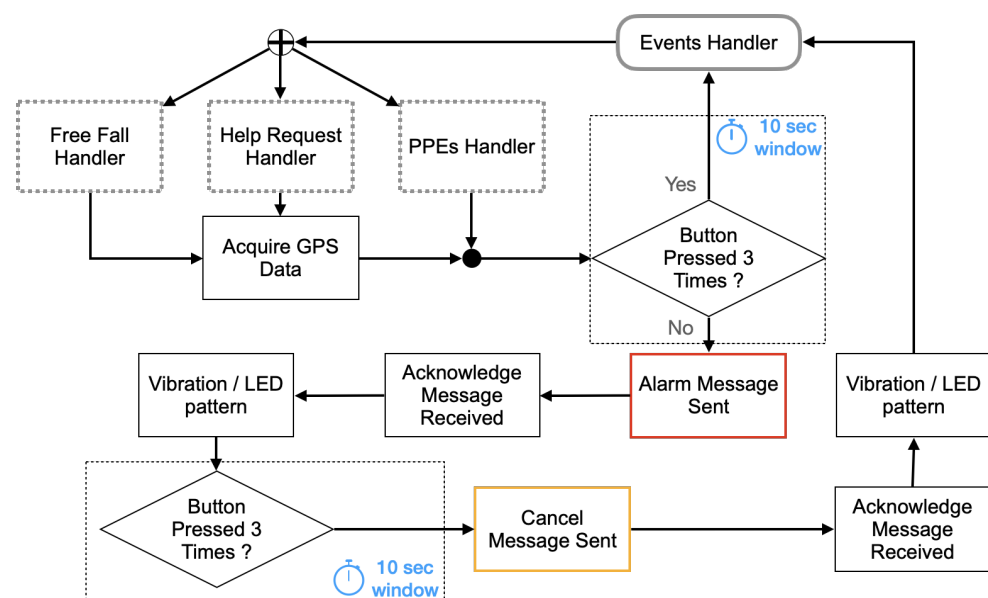 Events Handler
Free Fall
Handler
Help Request
Handler
PPEs Handler
10 sec
window
Yes
Acquire GPS
Data
Button
Pressed 3
Times ?
No
Vibration / LED
pattern
Acknowledge
Message
Received
Alarm Message
Sent
Vibration / LED
pattern
Button
Pressed 3
Times ?
Cancel
Message Sent
Acknowledge
Message
Received
10 sec
window